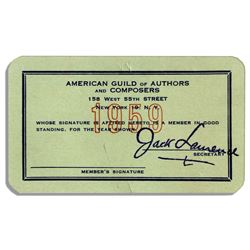 AMERICAN GUILD OF AUTHORS
AND COMPOSERS
158 WEST 55TH STREET
NEW YORK 19, N. Y.
1959
WHOSE SIGNATURE IS AFFIXED HERETO IS A MEMBER IN GOOD
STANDING, FOR THE YEAR SHOWN.
Jack Lawrence
SECRETARY
MEMBER'S SIGNATURE